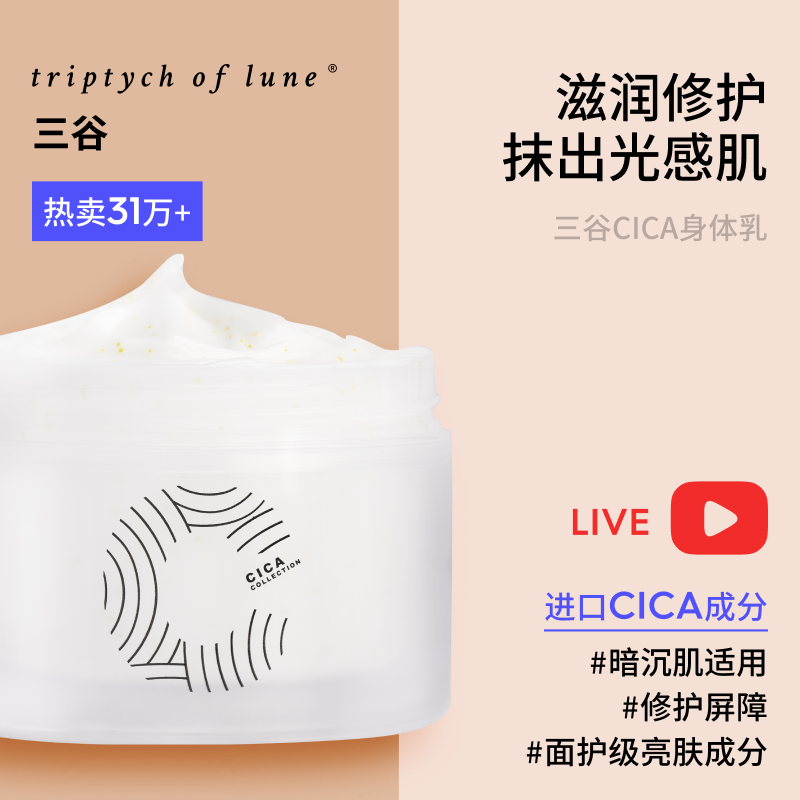 triptych of lune®
三谷
热卖31万+
滋润修护
抹出光感肌
三谷CICA身体乳
CICA
COLLECTION
LIVE
进口CICA成分
#暗沉肌适用
#修护屏障
#面护级亮肤成分